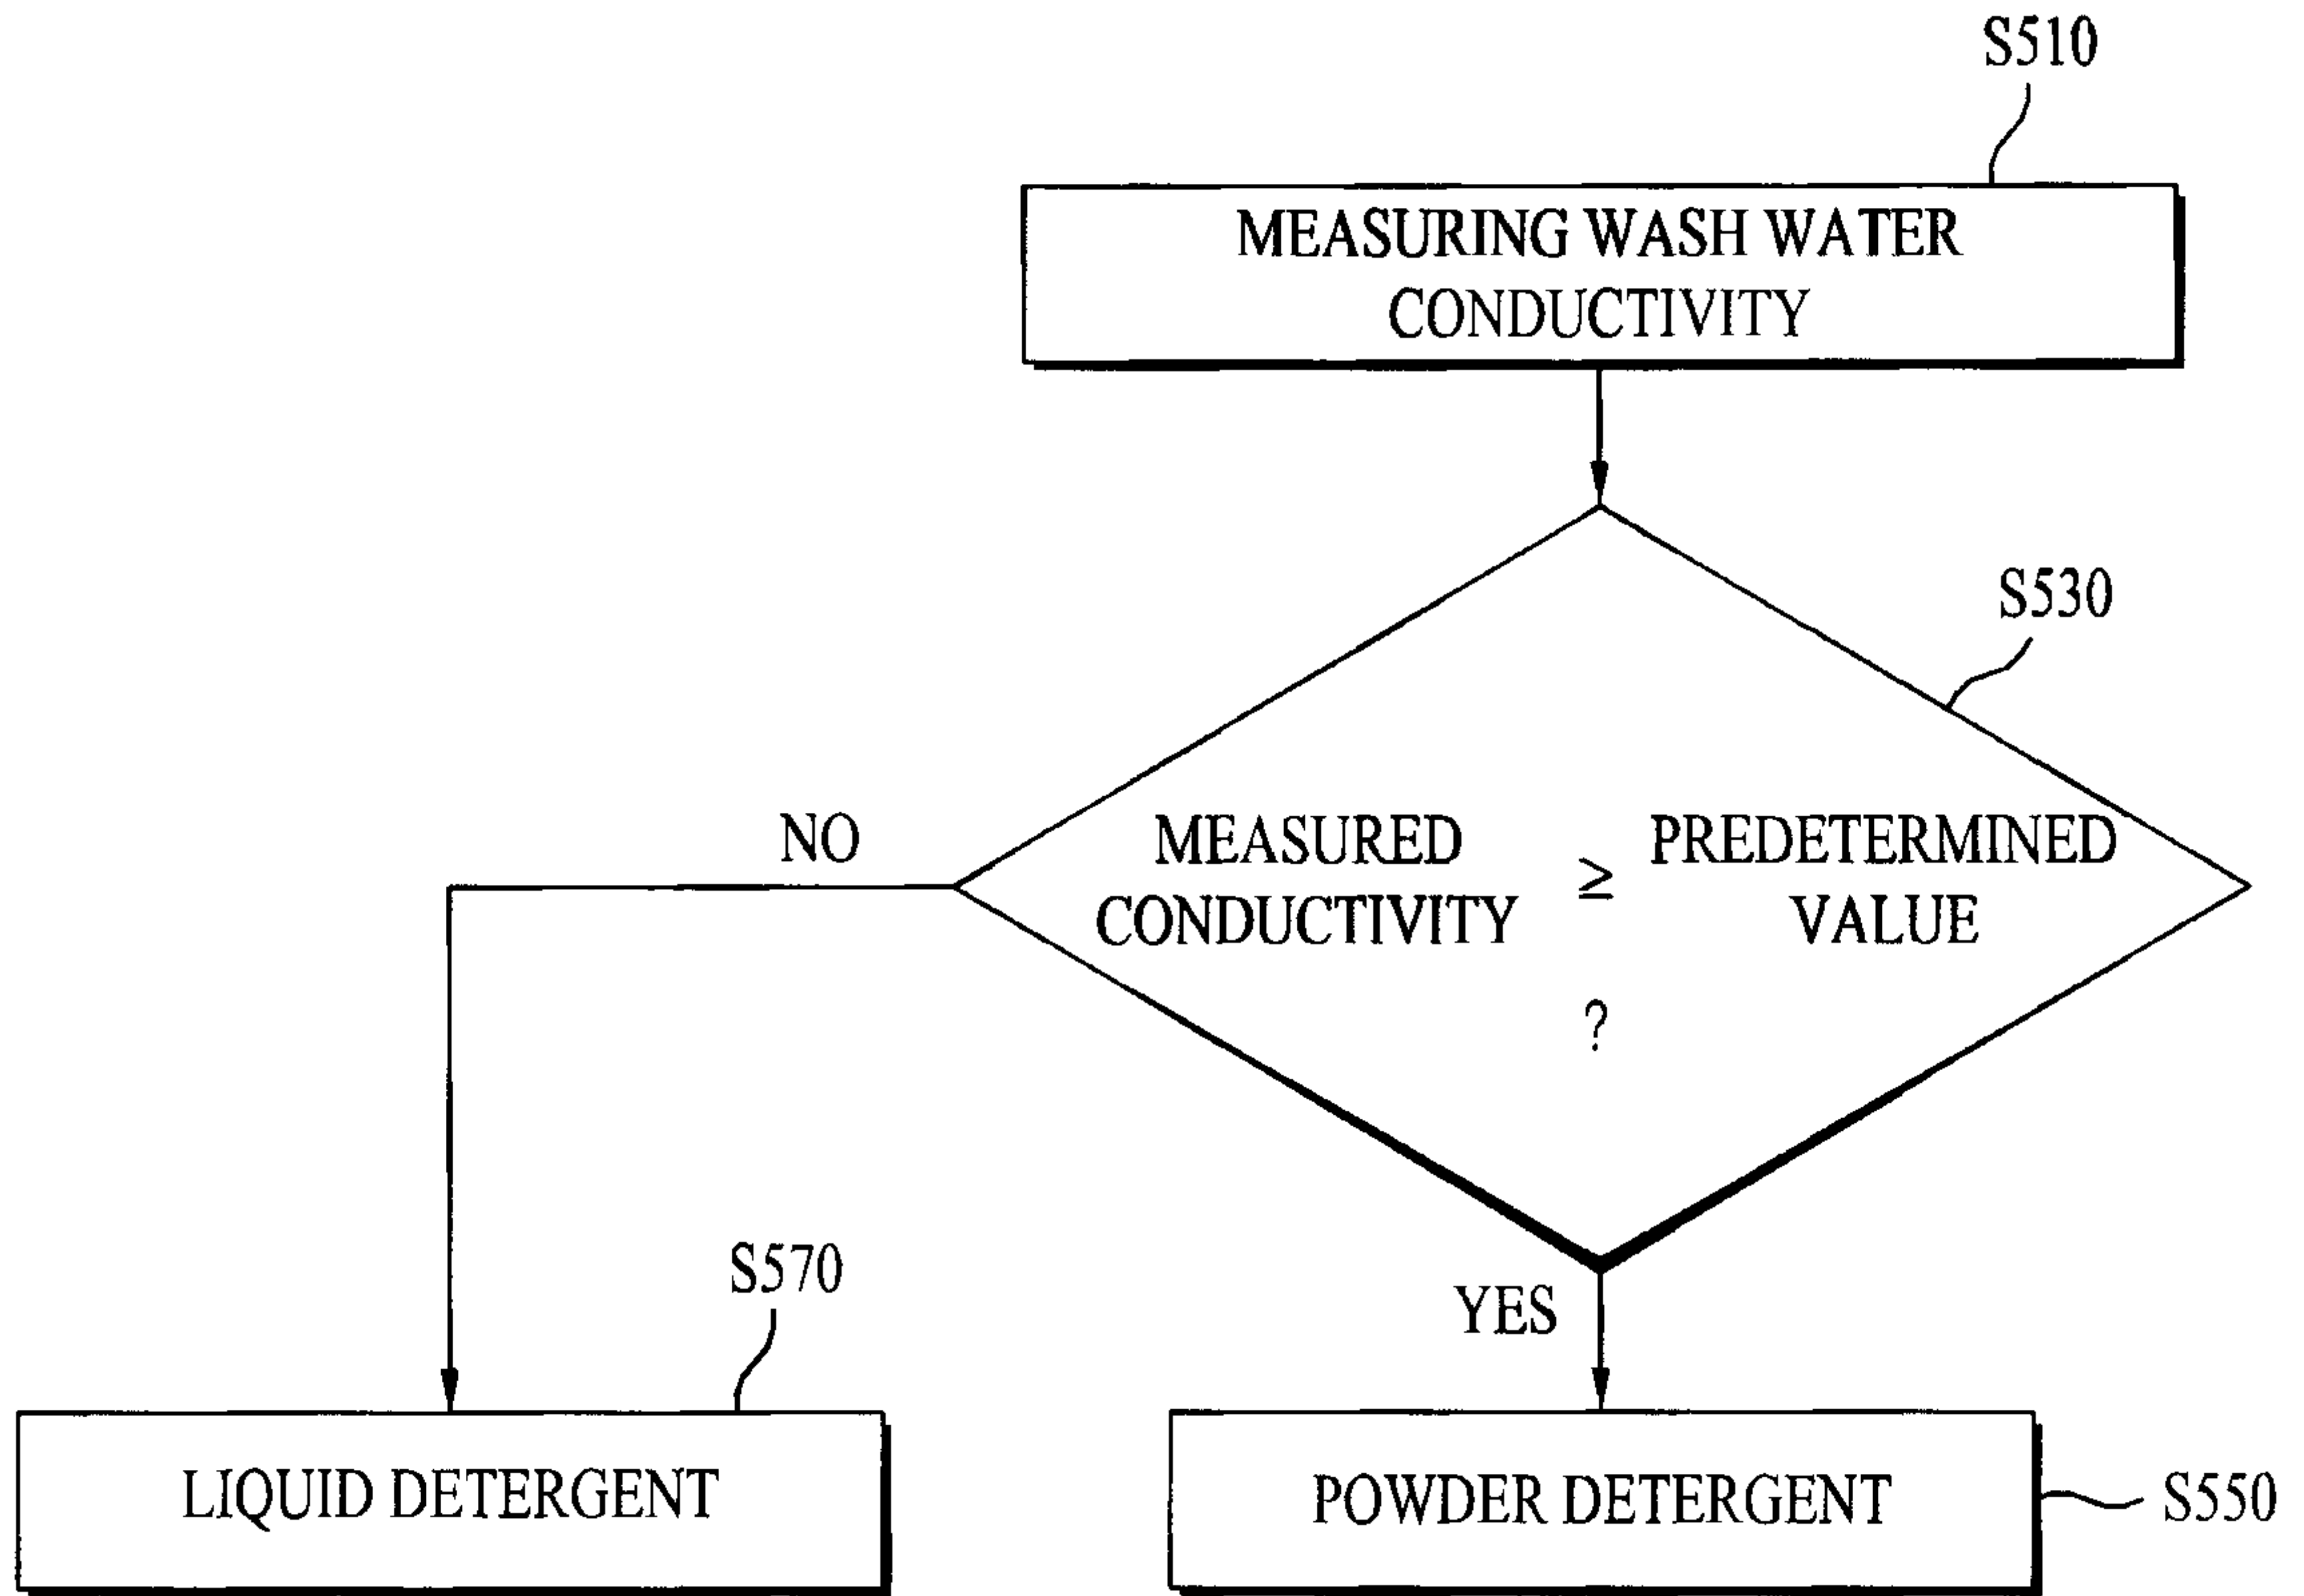 S510
MEASURING WASH WATER
CONDUCTIVITY
S530
NO
MEASURED
CONDUCTIVITY
≥
PREDETERMINED
VALUE
?
YES
S570
LIQUID DETERGENT
POWDER DETERGENT
S550